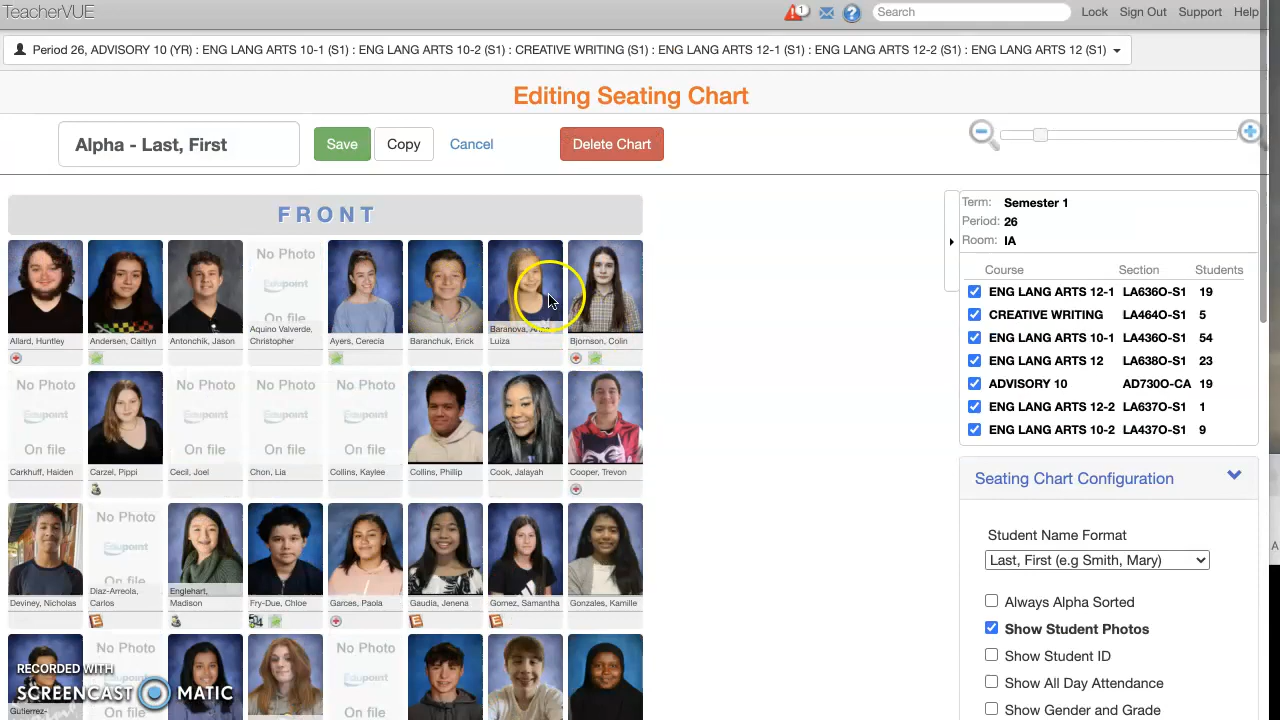 TeacherVUE
1
Search
Lock Sign Out Support Help
Period 26, ADVISORY 10 (YR) : ENG LANG ARTS 10-1 (S1) : ENG LANG ARTS 10-2 (S1) : CREATIVE WRITING (S1) : ENG LANG ARTS 12-1 (S1) : ENG LANG ARTS 12-2 (S1) : ENG LANG ARTS 12 (S1)
Editing Seating Chart
Alpha - Last, First
Save
Copy
Cancel
Delete Chart
FRONT
No Photo
Allard, Huntley
Andersen, Caitlyn
Antonchik, Jason
Aquino Valverde,
Christopher
Ayers, Cerecia
Baranchuk, Erick
Baranova,
Luiza
Bjornson, Colin
No Photo
Edupoint
On file
No Photo
Edupoint
On file
No Photo
Edupoint
On file
No Photo
Edupoint
On file
Carkhuff, Haiden
Carzel, Pippi
Cecil, Joel
Chon, Lia
Collins, Kaylee
Collins, Phillip
Cook, Jalayah
Cooper, Trevon
No Photo
Edupoint
On file
Deviney, Nicholas
Diaz-Arreola,
Carlos
Englehart,
Madison
Fry-Due, Chloe
Garces, Paola
Gaudia, Jenena
Gomez, Samantha
Gonzales, Kamille
No Photo
On file
No Photo
Edupoint
On file
Gutierrez-
RECORDED WITH
SCREENCAST MATIC
Term: Semester 1
Period: 26
Room: IA
Course Section Students
ENG LANG ARTS 12-1 LA636O-S1 19
CREATIVE WRITING LA464O-S1 5
ENG LANG ARTS 10-1 LA436O-S1 54
ENG LANG ARTS 12 LA638O-S1 23
ADVISORY 10 AD730O-CA 19
ENG LANG ARTS 12-2 LA637O-S1 1
ENG LANG ARTS 10-2 LA437O-S1 9
Seating Chart Configuration
Student Name Format
Last, First (e.g Smith, Mary)
Always Alpha Sorted
Show Student Photos
Show Student ID
Show All Day Attendance
Show Gender and Grade
A